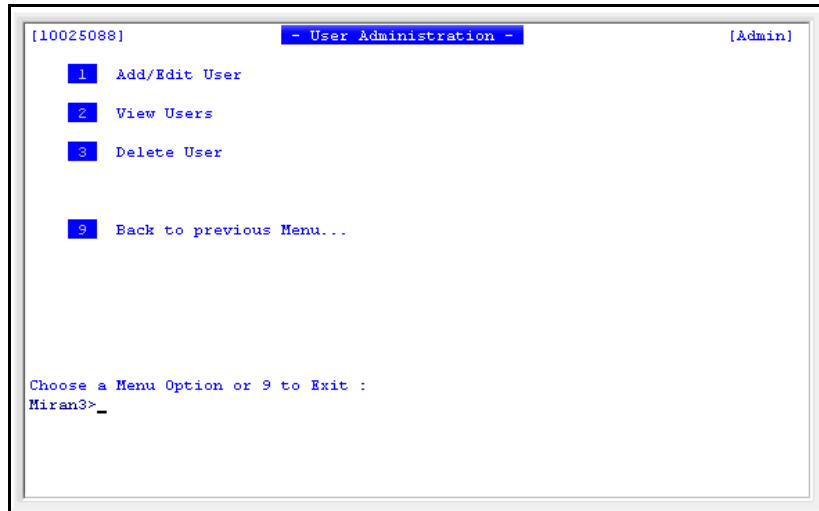 [10025088] - User Administration - [Admin]
1 Add/Edit User
2 View Users
3 Delete User
9 Back to previous Menu...
Choose a Menu Option or 9 to Exit :
Miran3>_